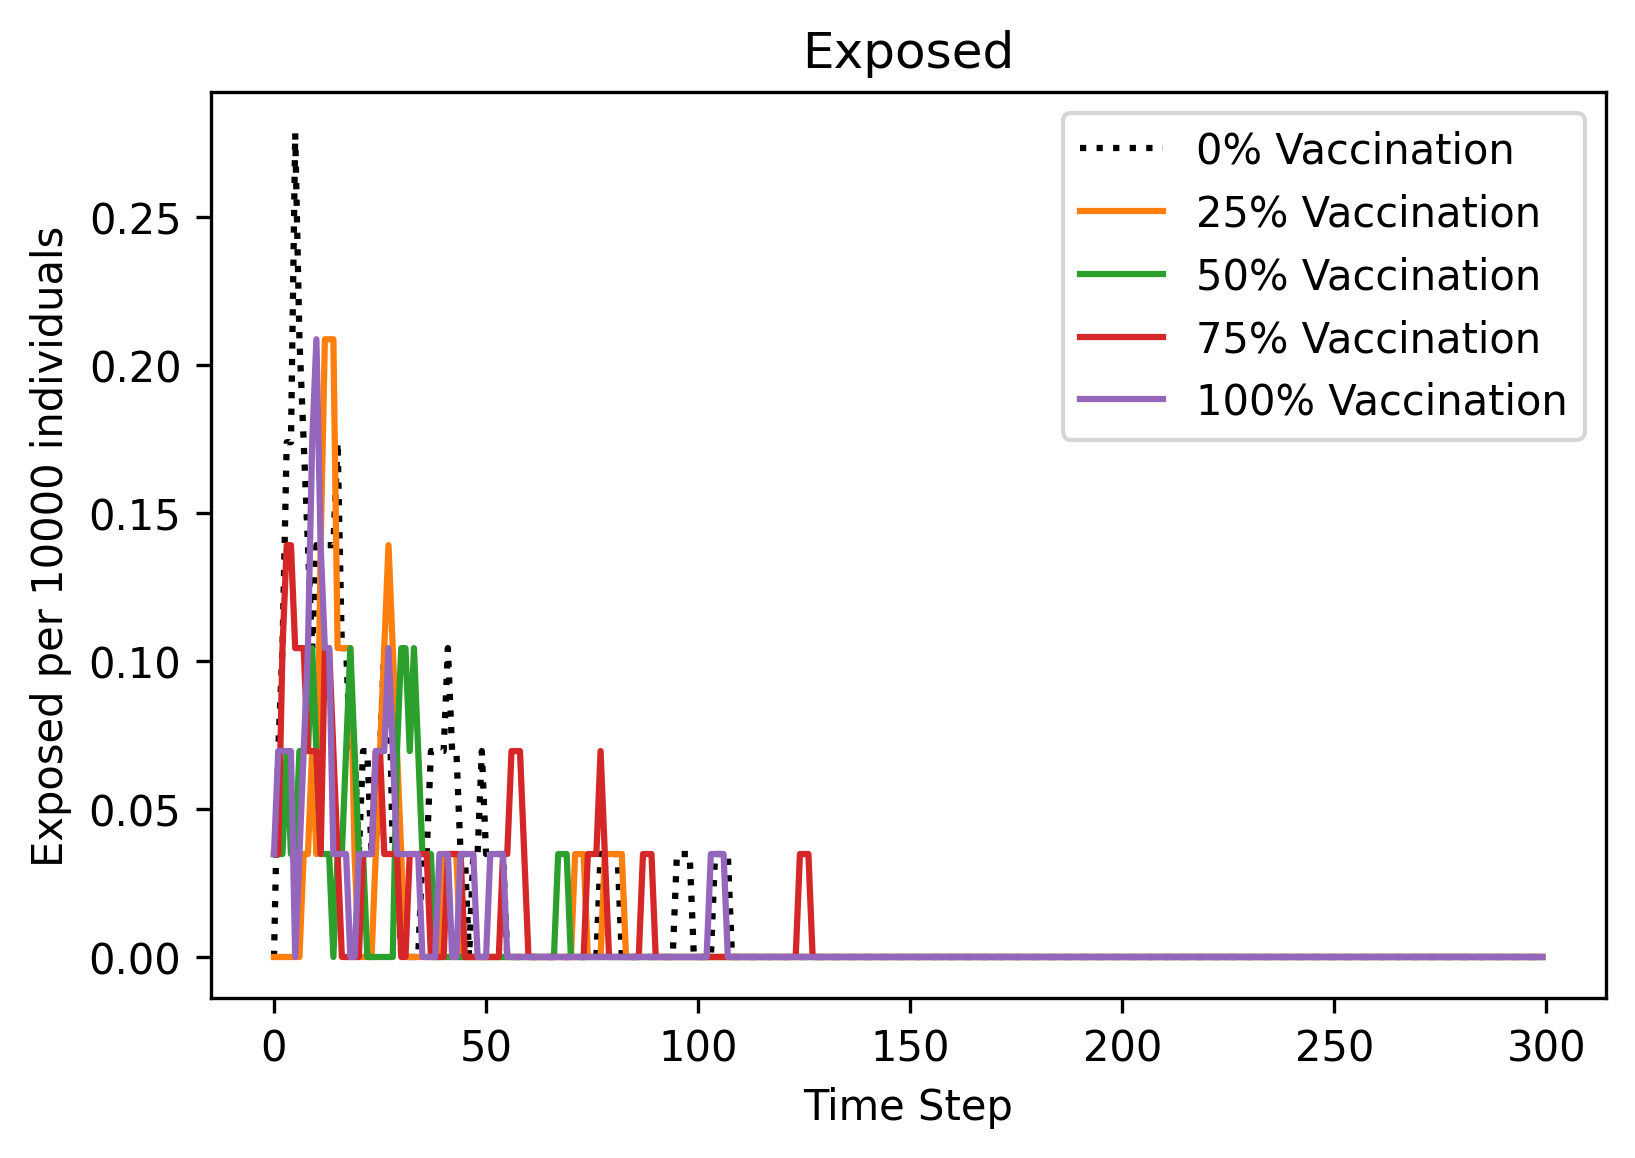 Exposed
0% Vaccination
25% Vaccination
50% Vaccination
75% Vaccination
100% Vaccination
Exposed per 10000 individuals
0.25
0.20
0.15
0.10
0.05
0.00
0 50 100 150 200 250 300
Time Step